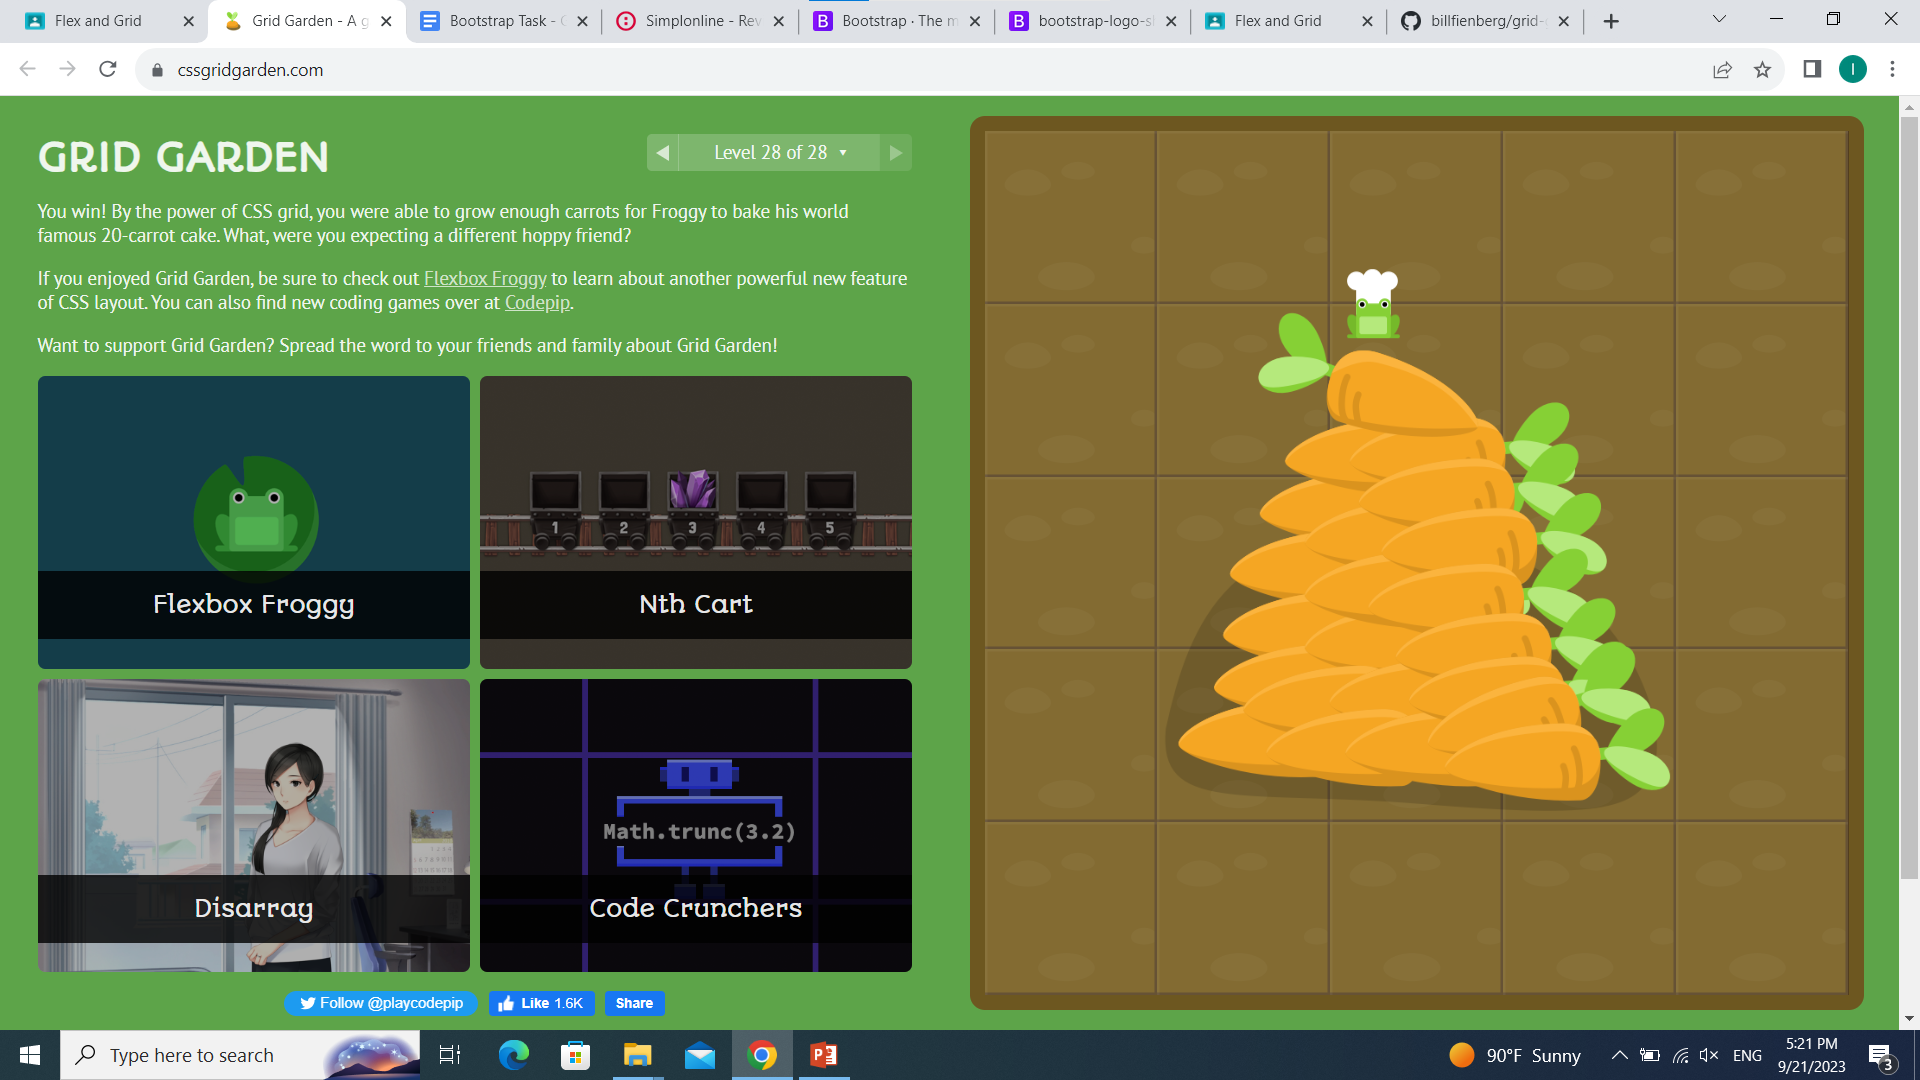 Flex and Grid
Grid Garden - A g
Bootstrap Task - 
Simplonline - Rev
Bootstrap · The m
bootstrap-logo-s
Flex and Grid
billfienberg/grid-
cssgridgarden.com
I
GRID GARDEN
Level 28 of 28
You win! By the power of CSS grid, you were able to grow enough carrots for Froggy to bake his world
famous 20-carrot cake. What, were you expecting a different hoppy friend?
If you enjoyed Grid Garden, be sure to check out Flexbox Froggy to learn about another powerful new feature
of CSS layout. You can also find new coding games over at Codepip.
Want to support Grid Garden? Spread the word to your friends and family about Grid Garden!
1 2 3 4 5
Flexbox Froggy
Nth Cart
Math.trunc(3.2)
Disarray
Code Crunchers
Follow @playcodepip
Like 1.6K
Share
Type here to search
90°F Sunny
ENG
5:21 PM
9/21/2023
3